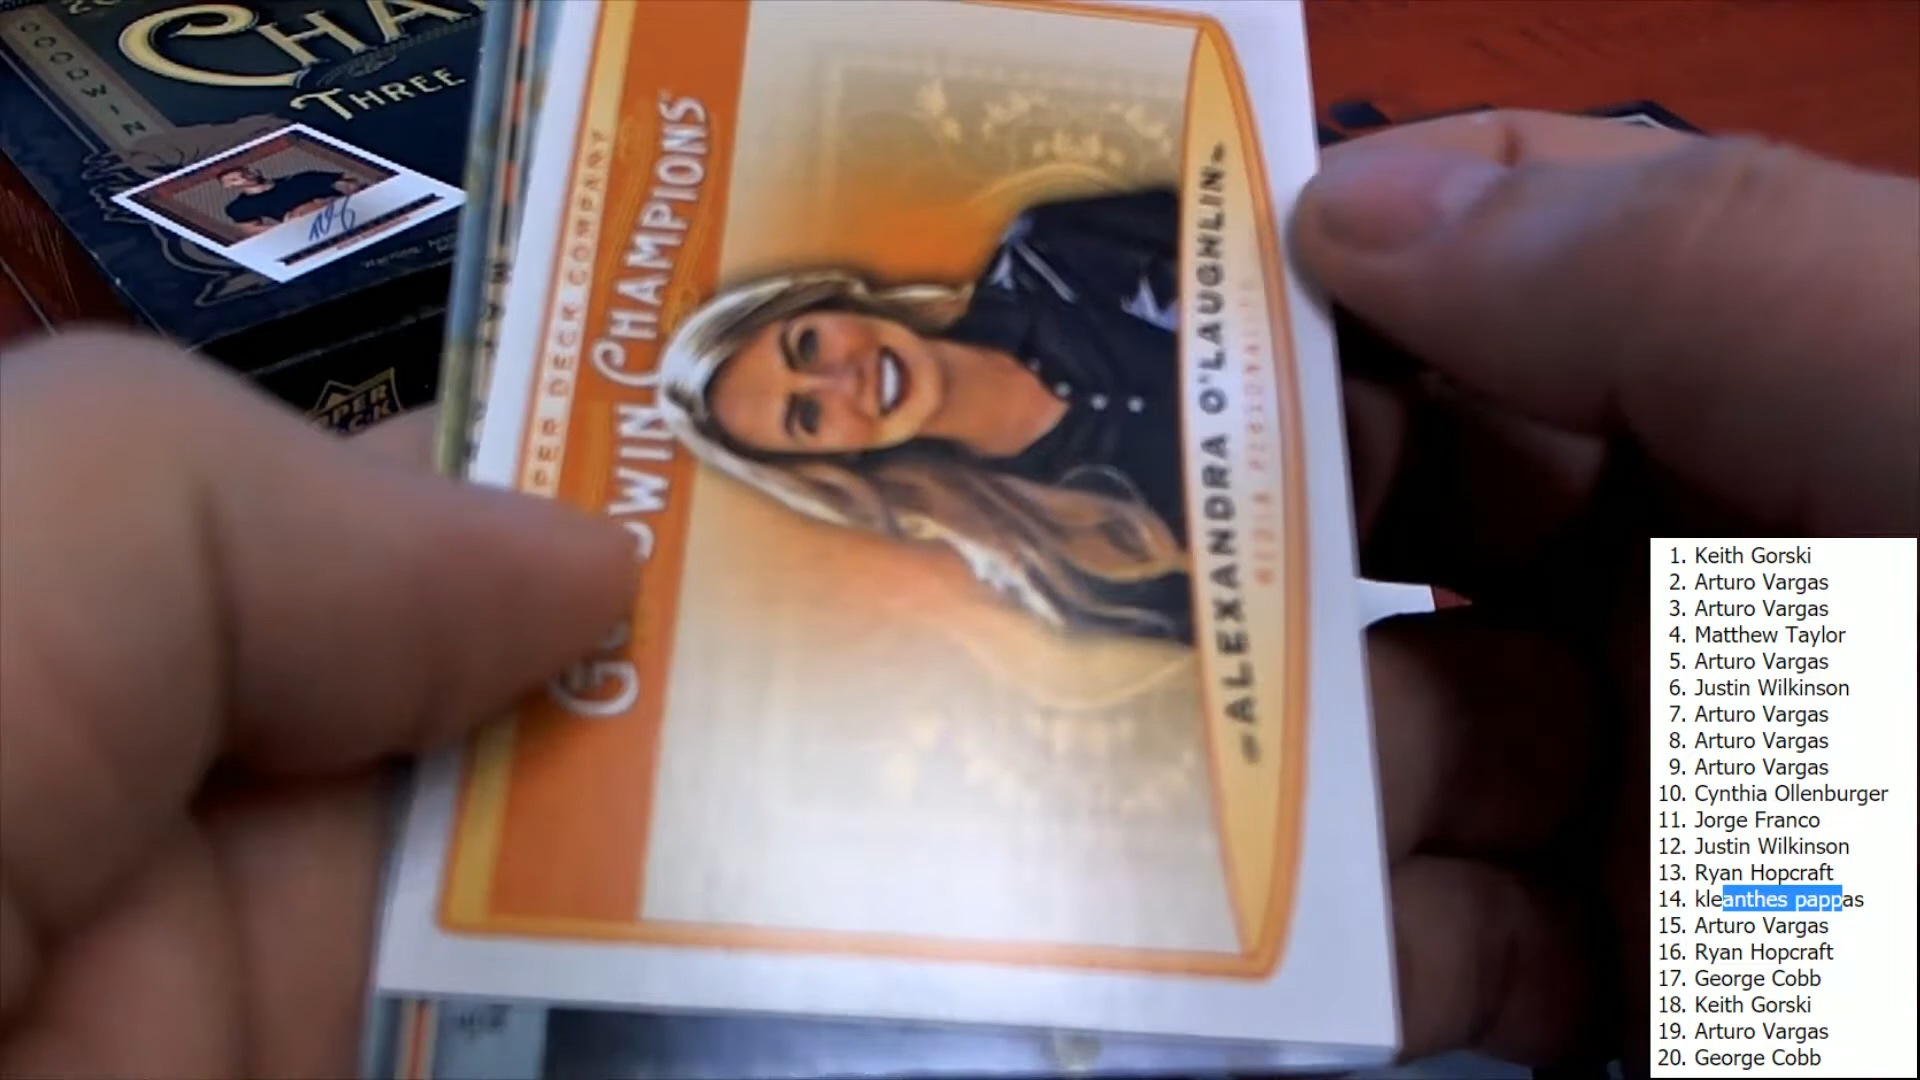 GOODWIN
CHA
THREE
UPPER DECK COMPANY
GOODWIN CHAMPIONS
ALEXANDRA O'LAUGHLIN
MEDIA PERSONALITY
1. Keith Gorski
2. Arturo Vargas
3. Arturo Vargas
4. Matthew Taylor
5. Arturo Vargas
6. Justin Wilkinson
7. Arturo Vargas
8. Arturo Vargas
9. Arturo Vargas
10. Cynthia Ollenburger
11. Jorge Franco
12. Justin Wilkinson
13. Ryan Hopcraft
14. kleanthes pappas
15. Arturo Vargas
16. Ryan Hopcraft
17. George Cobb
18. Keith Gorski
19. Arturo Vargas
20. George Cobb